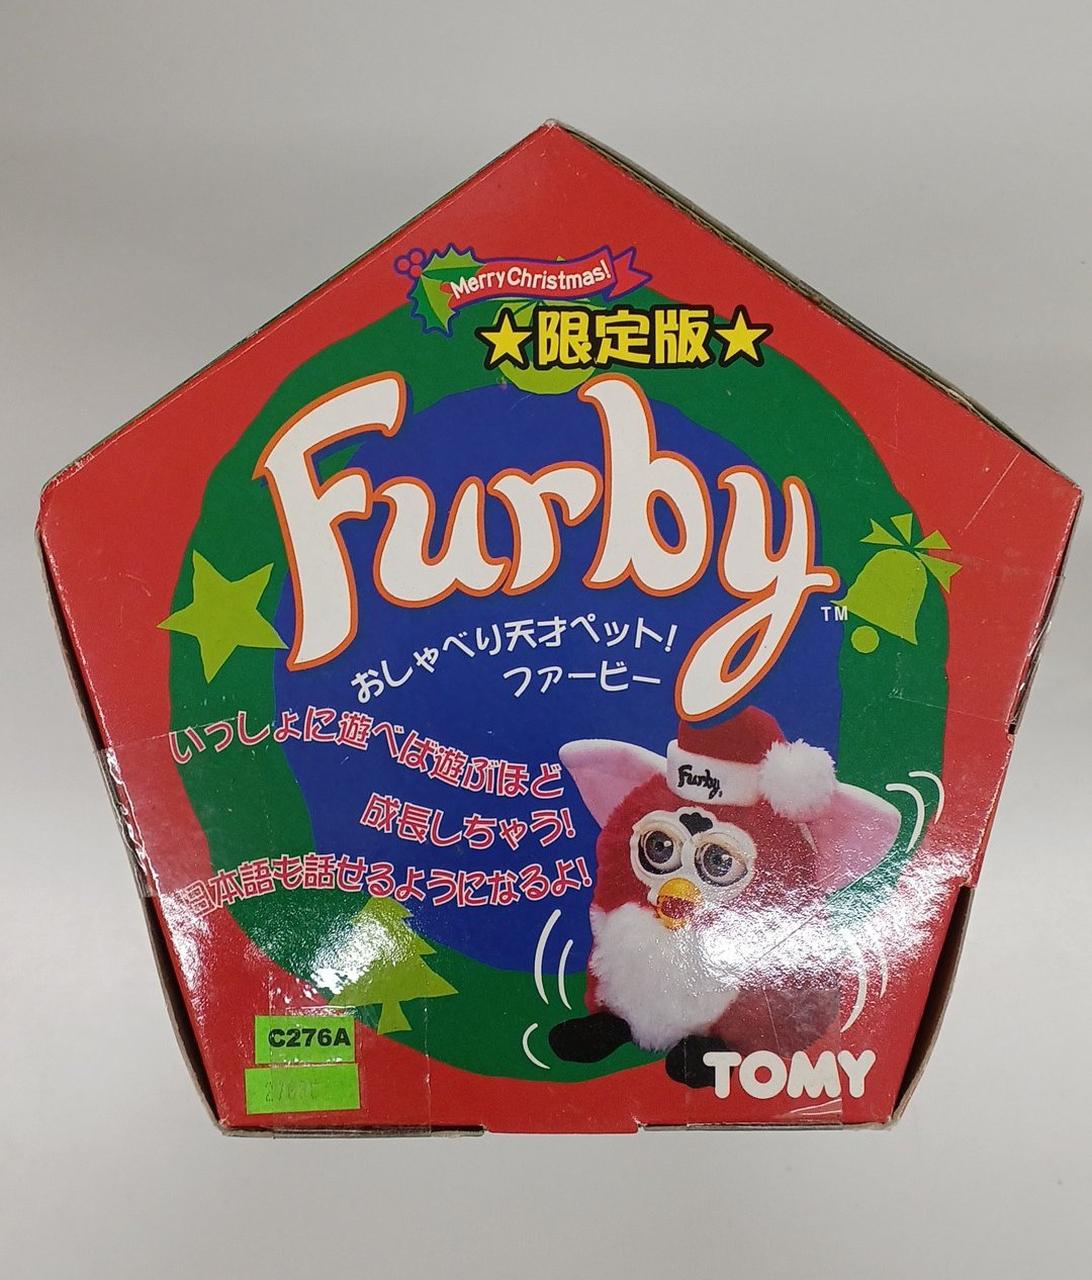 Merry Christmas!
★限定版★
Furby
TM
おしゃべり天才ペット!
ファービー
いっしょに遊べば遊ぶほど
成長しちゃう!
日本語も話せるようになるよ!
Furby
C276A
TOMY